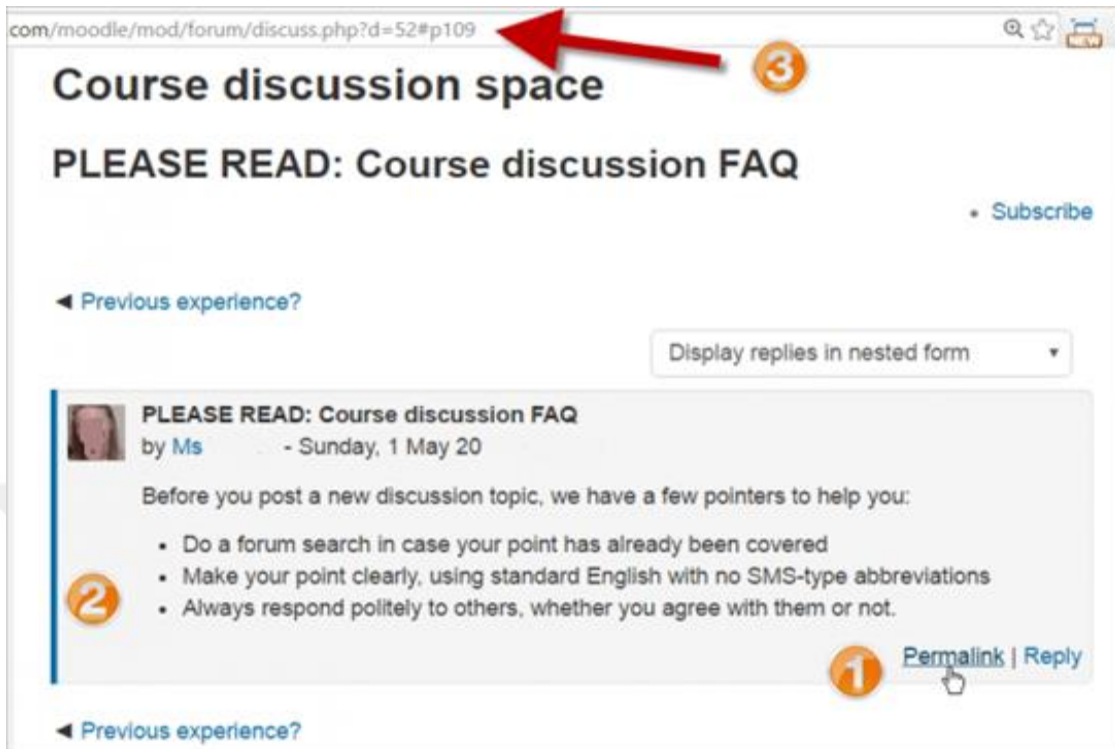 com/moodle/mod/forum/discuss.php?d=52#p109
3
Course discussion space
PLEASE READ: Course discussion FAQ
• Subscribe
◄ Previous experience?
Display replies in nested form ▾
PLEASE READ: Course discussion FAQ
by Ms - Sunday, 1 May 20
Before you post a new discussion topic, we have a few pointers to help you:
• Do a forum search in case your point has already been covered
• Make your point clearly, using standard English with no SMS-type abbreviations
2
• Always respond politely to others, whether you agree with them or not.
1
Permalink | Reply
◄ Previous experience?